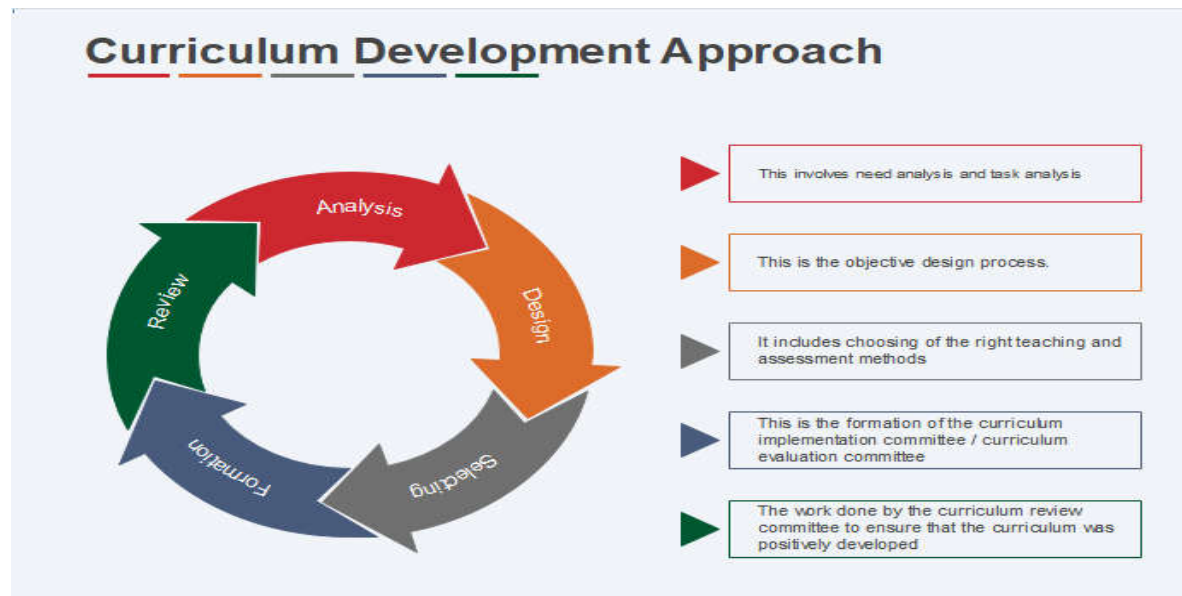 Curriculum Development Approach
Analysis
Design
Selecting
Formation
Review
This involves need analysis and task analysis
This is the objective design process.
It includes choosing of the right teaching and
assessment methods
This is the formation of the curriculum
implementation committee / curriculum
evaluation committee
The work done by the curriculum review
committee to ensure that the curriculum was
positively developed